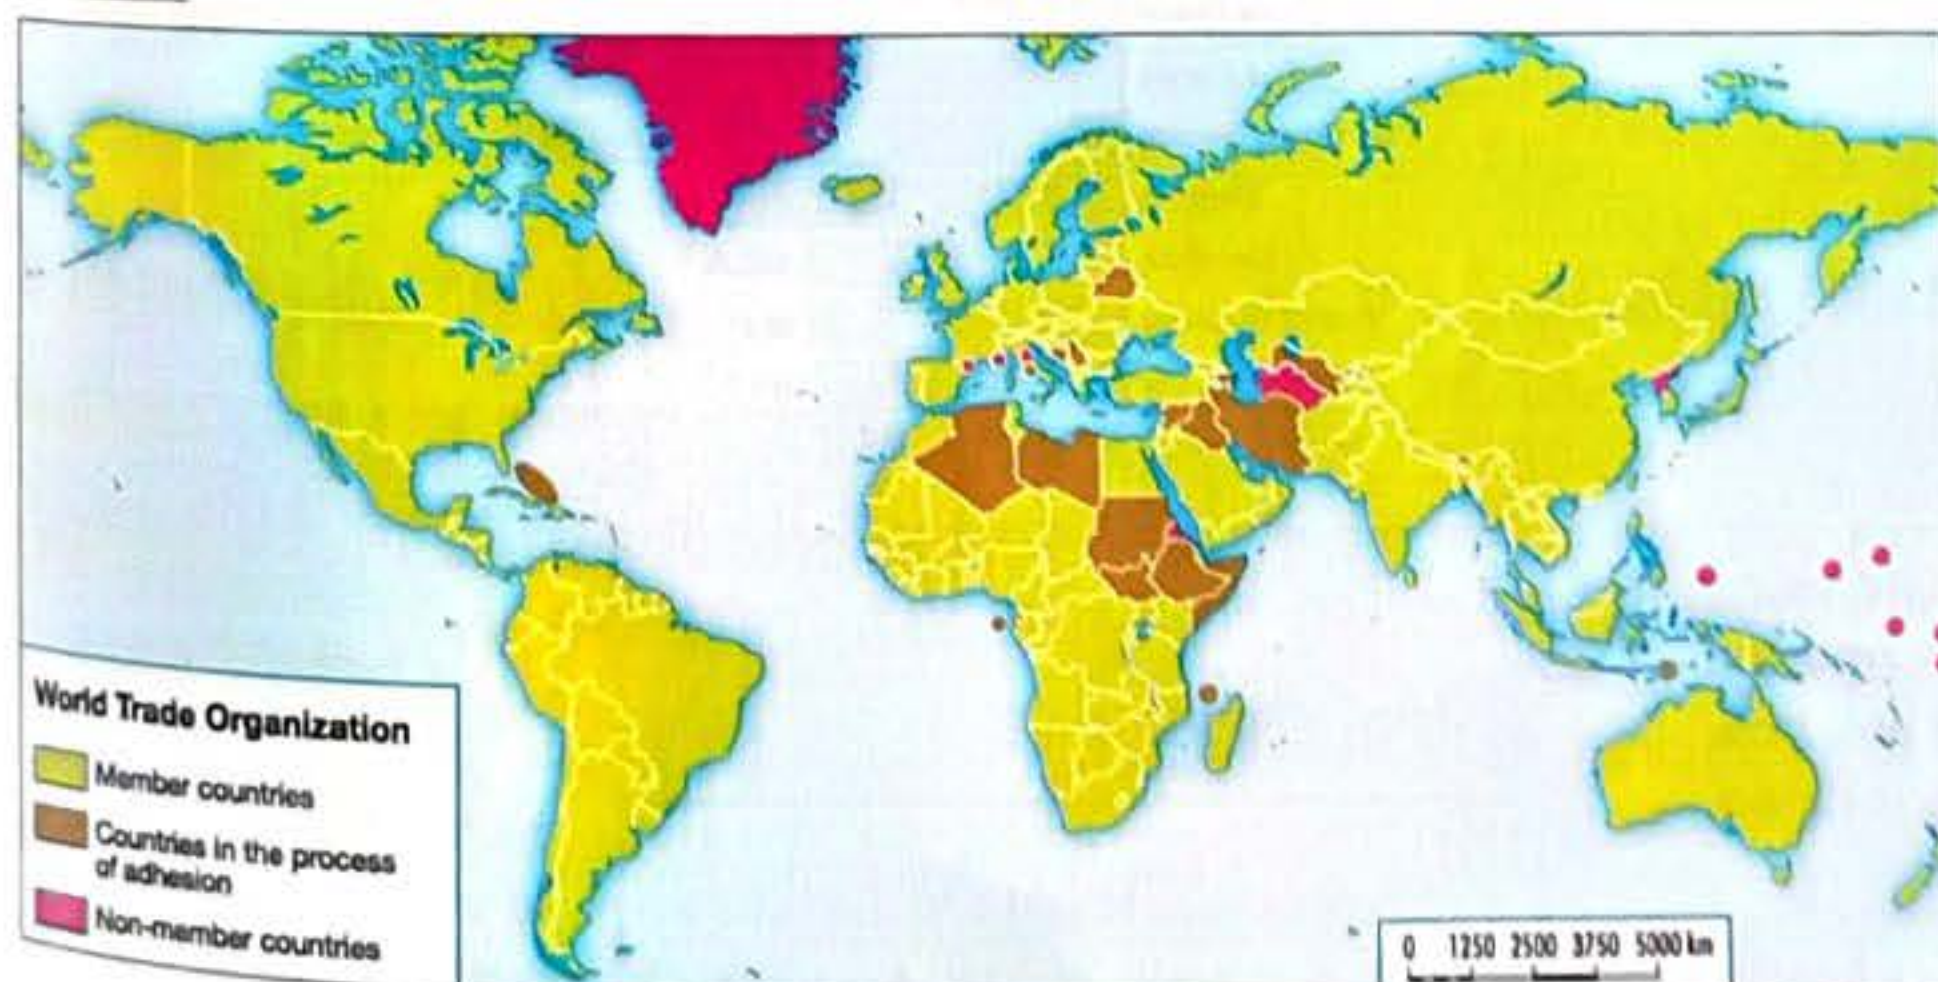 World Trade Organization
Member countries
Countries in the process
of adhesion
Non-member countries
0 1250 2500 3750 5000 km